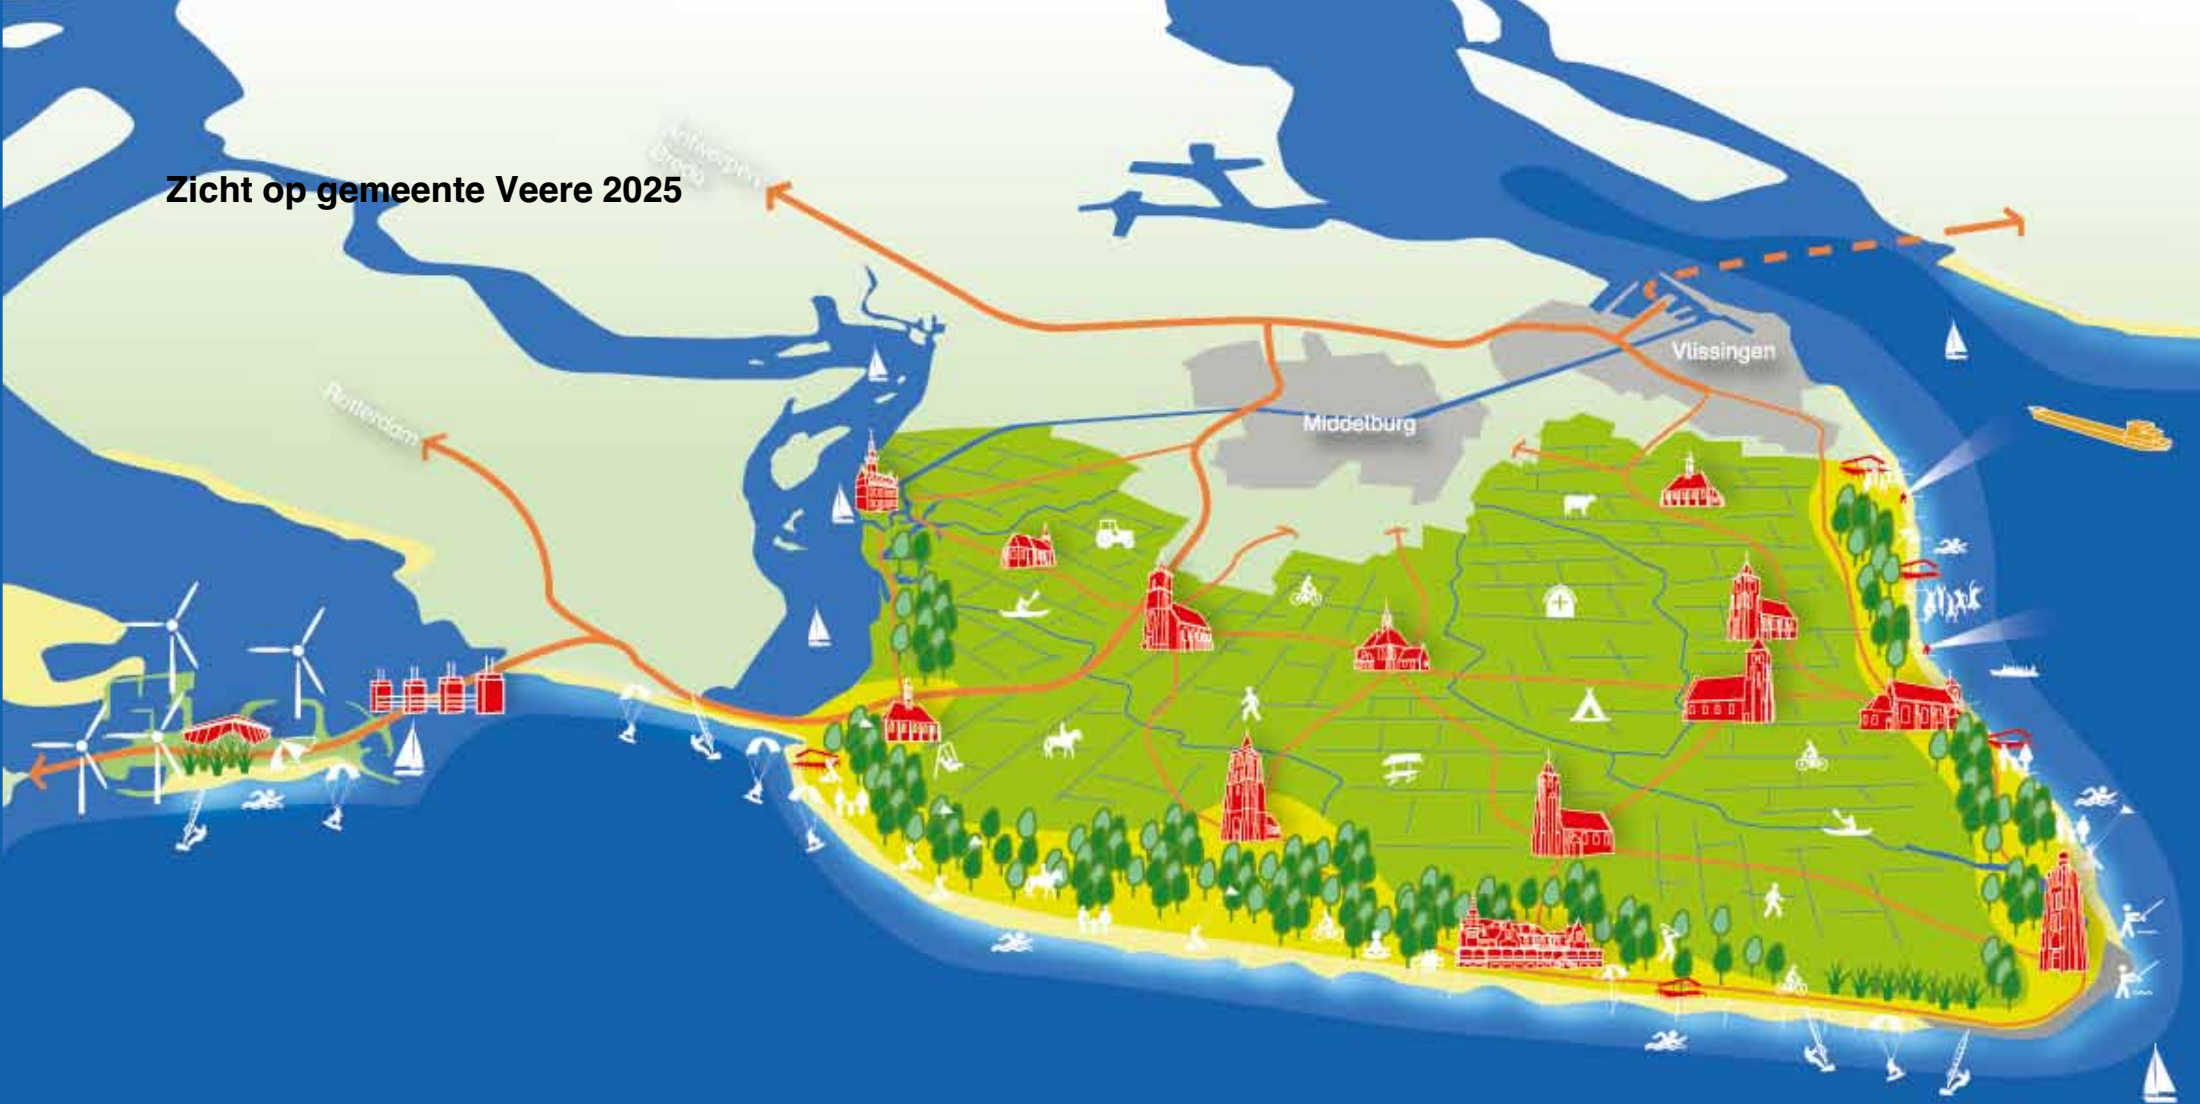 Antwerpen
Breda
Zicht op gemeente Veere 2025
Vlissingen
Rotterdam
Middelburg